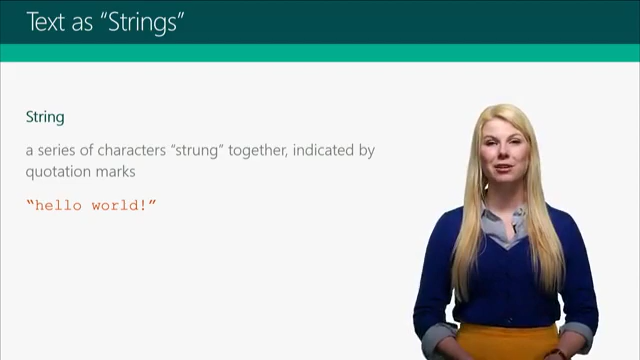 Text as “Strings”
String
a series of characters “strung” together, indicated by
quotation marks
“hello world!”